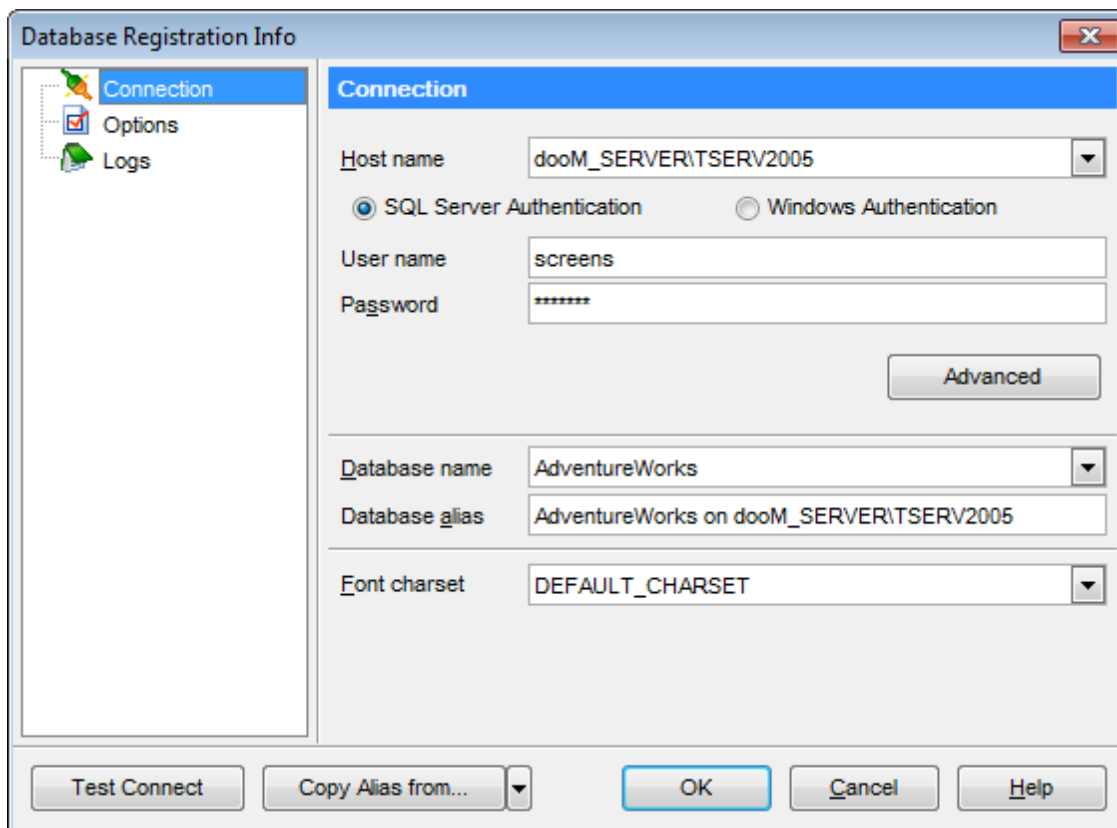 Database Registration Info
Connection
Options
Logs
Connection
Host name dooM_SERVER\TSERV2005
SQL Server Authentication Windows Authentication
User name screens
Password *******
Advanced
Database name AdventureWorks
Database alias AdventureWorks on dooM_SERVER\TSERV2005
Font charset DEFAULT_CHARSET
Test Connect Copy Alias from... OK Cancel Help